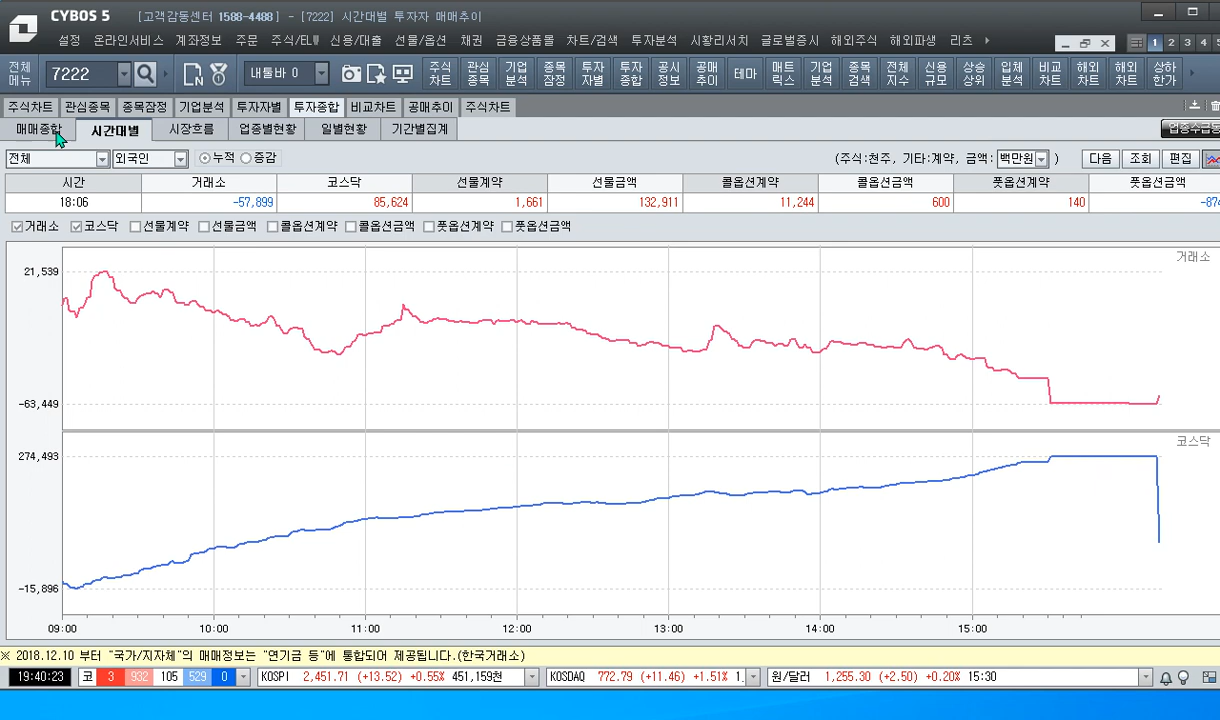 CYBOS 5 [고객감동센터 1588-4488] - [7222] 시간대별 투자자 매매추이
설정 온라인서비스 계좌정보 주문 주식/ELW 신용/대출 선물/옵션 채권 금융상품몰 차트/검색 투자분석 시황리서치 글로벌증시 해외주식 해외파생 리츠 1 2 3 4
전체메뉴 7222 내툴바 0 주식차트 관심종목 기업분석 종목잠정 투자자별 투자종합 공시정보 공매추이 테마 매트릭스 기업분석 종목검색 전체지수 신용규모 상승상위 입체분석 비교차트 해외차트 해외차트 상하한가
주식차트 관심종목 종목잠정 기업분석 투자자별 투자종합 비교차트 공매추이 주식차트
매매종합 시간대별 시장흐름 업종별현황 일별현황 기간별집계 업종수급동
전체 외국인 누적 증감 (주식:천주, 기타:계약, 금액: 백만원 ) 다음 조회 편집
시간 거래소 코스닥 선물계약 선물금액 콜옵션계약 콜옵션금액 풋옵션계약 풋옵션금액
18:06 -57,899 85,624 1,661 132,911 11,244 600 140 -874
거래소 코스닥 선물계약 선물금액 콜옵션계약 콜옵션금액 풋옵션계약 풋옵션금액
거래소
21,539
-63,449
코스닥
274,493
-15,896
09:00 10:00 11:00 12:00 13:00 14:00 15:00
※ 2018.12.10 부터 "국가/지자체"의 매매정보는 "연기금 등"에 통합되어 제공됩니다.(한국거래소)
19:40:23 코 3 932 105 529 0 KOSPI 2,451.71 (+13.52) +0.55% 451,159천 KOSDAQ 772.79 (+11.46) +1.51% 1. 원/달러 1,255.30 (+2.50) +0.20% 15:30